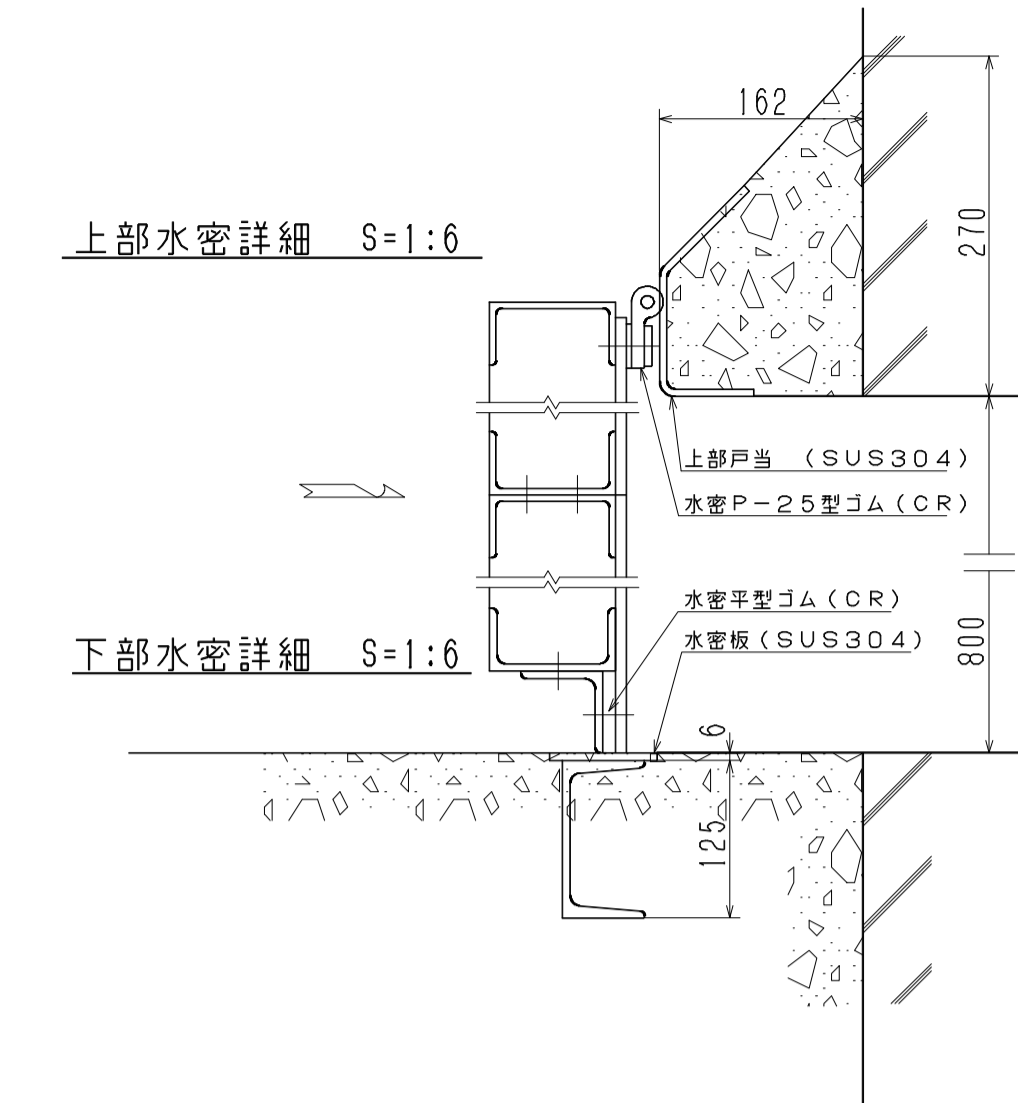 162
270
上部水密詳細 S=1:6
上部戸当 (SUS304)
水密P-25型ゴム(CR)
水密平型ゴム(CR)
水密板(SUS304)
800
下部水密詳細 S=1:6
6
125